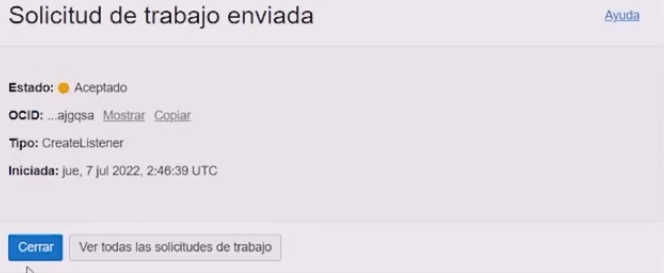 Solicitud de trabajo enviada
Ayuda
Estado: Aceptado
OCID: ...ajgqsa Mostrar Copiar
Tipo: CreateListener
Iniciada: jue, 7 jul 2022, 2:46:39 UTC
Cerrar Ver todas las solicitudes de trabajo